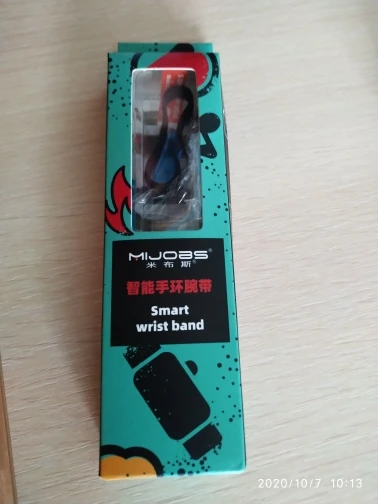 MIJOBS®
米布斯®
智能手环腕带
Smart
wrist band
2020/10/7 10:13